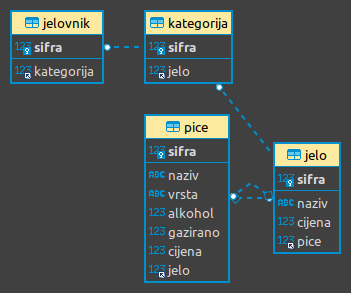 jelovnik
123 sifra
123 kategorija
kategorija
123 sifra
123 jelo
pice
123 sifra
ABC naziv
ABC vrsta
123 alkohol
123 gazirano
123 cijena
123 jelo
jelo
123 sifra
ABC naziv
123 cijena
123 pice